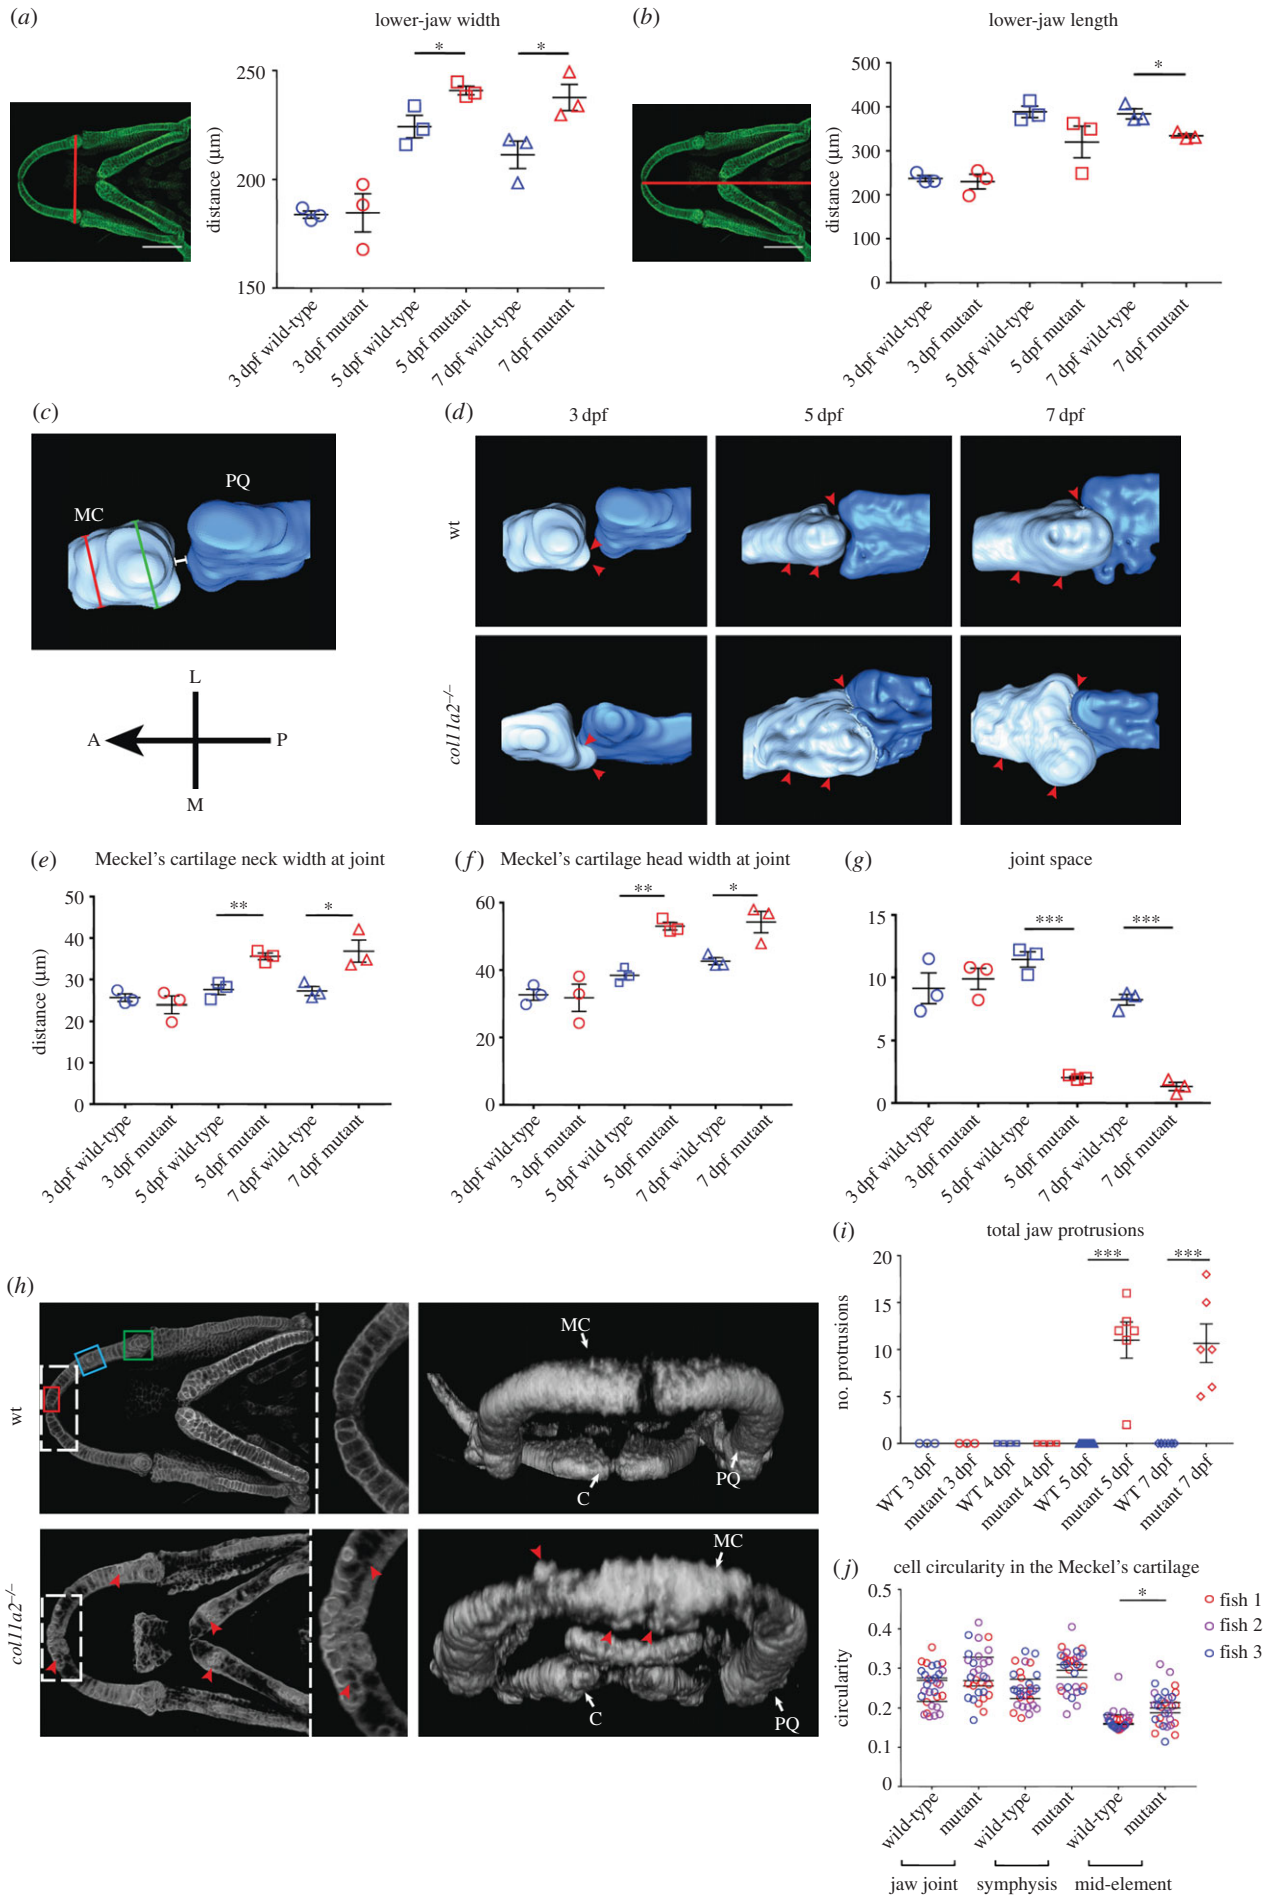 (a)
lower-jaw width
250
200
150
distance (µm)
*
*
3 dpf wild-type
3 dpf mutant
5 dpf wild-type
5 dpf mutant
7 dpf wild-type
7 dpf mutant
(b)
lower-jaw length
500
400
300
200
100
0
distance (µm)
*
3 dpf wild-type
3 dpf mutant
5 dpf wild-type
5 dpf mutant
7 dpf wild-type
7 dpf mutant
(c)
PQ
MC
L
A
P
M
(d)
3 dpf
5 dpf
7 dpf
wt
col11a2–/–
(e)
Meckel's cartilage neck width at joint
50
40
30
20
10
0
distance (µm)
**
*
3 dpf wild-type
3 dpf mutant
5 dpf wild-type
5 dpf mutant
7 dpf wild-type
7 dpf mutant
(f)
Meckel's cartilage head width at joint
60
40
20
0
**
*
3 dpf wild-type
3 dpf mutant
5 dpf wild type
5 dpf mutant
7 dpf wild-type
7 dpf mutant
(g)
joint space
15
10
5
0
***
***
3 dpf wild-type
3 dpf mutant
5 dpf wild-type
5 dpf mutant
7 dpf wild-type
7 dpf mutant
(h)
wt
MC
C
PQ
col11a2–/–
MC
C
PQ
(i)
total jaw protrusions
20
15
10
5
0
no. protrusions
***
***
WT 3 dpf
mutant 3 dpf
WT 4 dpf
mutant 4 dpf
WT 5 dpf
mutant 5 dpf
WT 7 dpf
mutant 7 dpf
(j)
cell circularity in the Meckel's cartilage
0.5
0.4
0.3
0.2
0.1
0
circularity
*
fish 1
fish 2
fish 3
wild-type
mutant
wild-type
mutant
wild-type
mutant
jaw joint
symphysis
mid-element